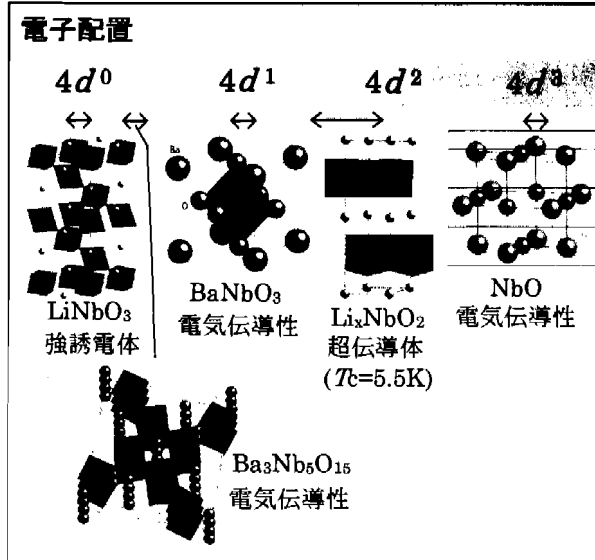 電子配置
4d⁰ 4d¹ 4d² 4d³
Ba
O
LiNbO₃
強誘電体
BaNbO₃
電気伝導性
LiₓNbO₂
超伝導体
(Tc=5.5K)
NbO
電気伝導性
Ba₃Nb₅O₁₅
電気伝導性